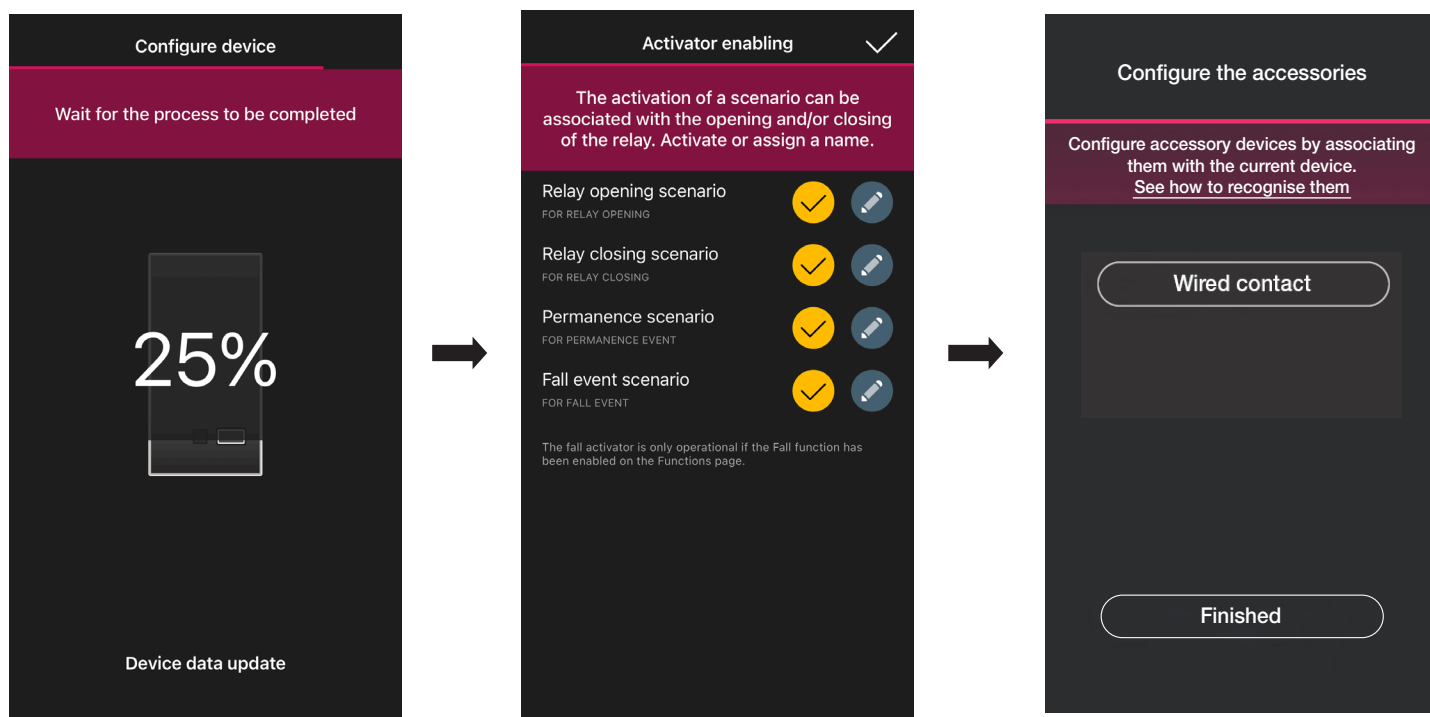 Configure device
Wait for the process to be completed
25%
Device data update
Activator enabling
The activation of a scenario can be
associated with the opening and/or closing
of the relay. Activate or assign a name.
Relay opening scenario
FOR RELAY OPENING
Relay closing scenario
FOR RELAY CLOSING
Permanence scenario
FOR PERMANENCE EVENT
Fall event scenario
FOR FALL EVENT
The fall activator is only operational if the Fall function has
been enabled on the Functions page.
Configure the accessories
Configure accessory devices by associating
them with the current device.
See how to recognise them
Wired contact
Finished